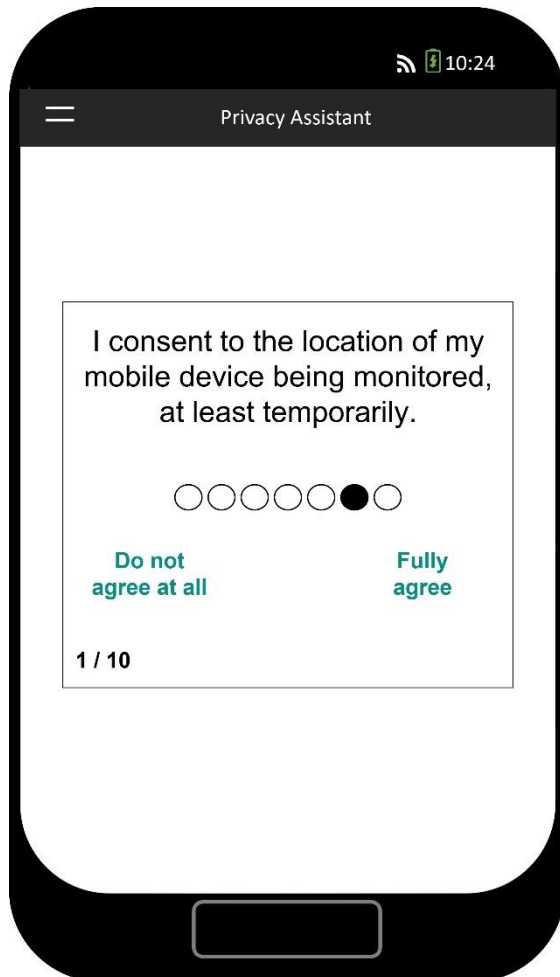 10:24
Privacy Assistant
I consent to the location of my
mobile device being monitored,
at least temporarily.
Do not
agree at all
Fully
agree
1 / 10